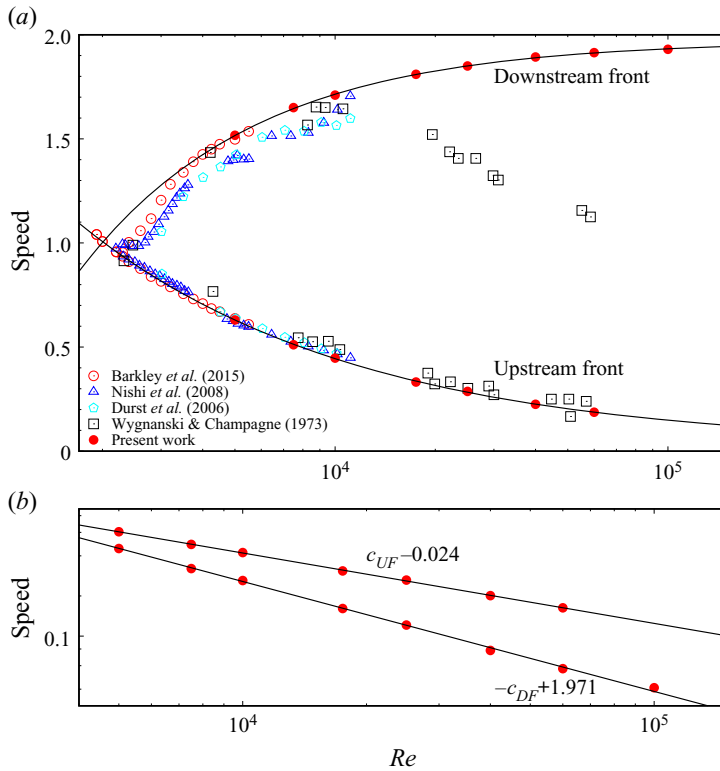 (a)
2.0
1.5
1.0
0.5
0
Speed
Downstream front
Upstream front
Barkley et al. (2015)
Nishi et al. (2008)
Durst et al. (2006)
Wygnanski & Champagne (1973)
Present work
10⁴
10⁵
(b)
Speed
0.1
c_UF–0.024
–c_DF+1.971
10⁴
10⁵
Re